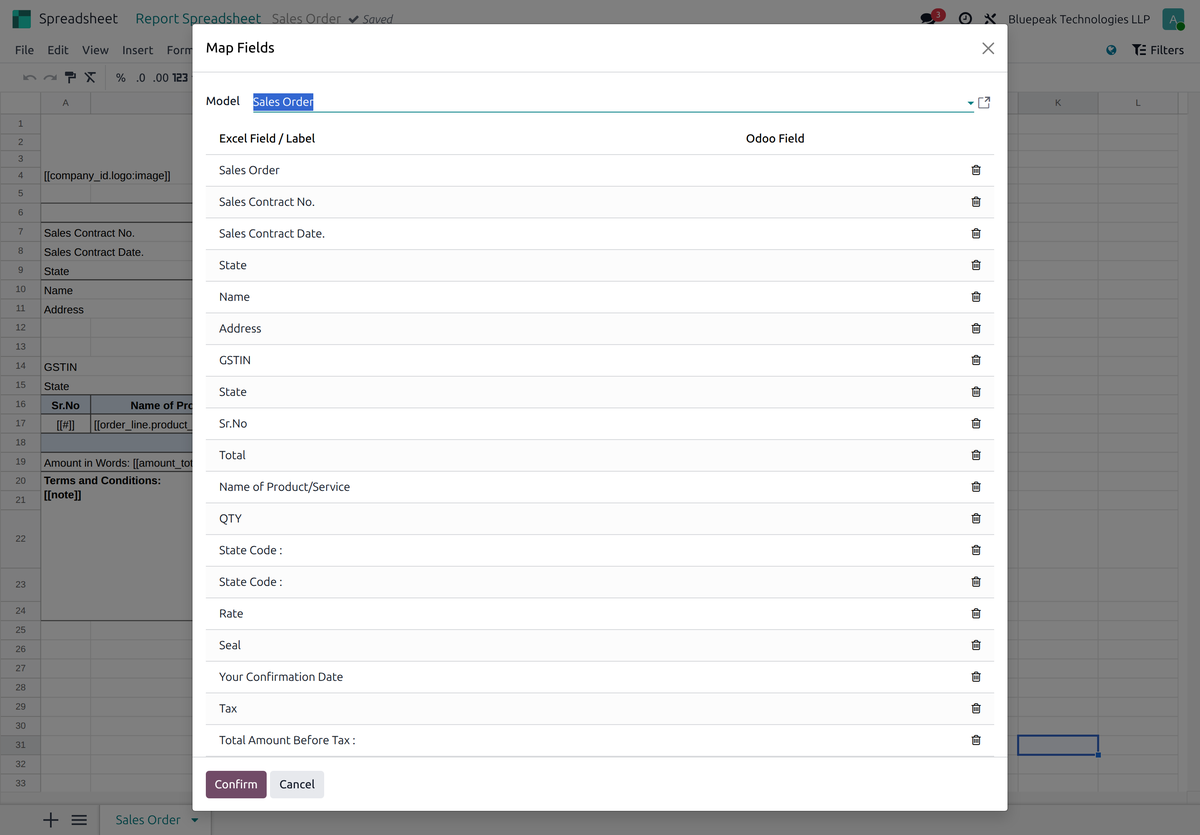 Spreadsheet Report Spreadsheet Sales Order Saved 3 Bluepeak Technologies LLP A
File Edit View Insert Form Filters
% .0 .00 123
Map Fields
Model Sales Order
Excel Field / Label Odoo Field
Sales Order
Sales Contract No.
Sales Contract Date.
State
Name
Address
GSTIN
State
Sr.No
Total
Name of Product/Service
QTY
State Code :
State Code :
Rate
Seal
Your Confirmation Date
Tax
Total Amount Before Tax :
Confirm Cancel
A K L
1
2
3
4 [[company_id.logo:image]]
5
6
7 Sales Contract No.
8 Sales Contract Date.
9 State
10 Name
11 Address
12
13
14 GSTIN
15 State
16 Sr.No Name of Pro
17 [[#]] [[order_line.product_
18
19 Amount in Words: [[amount_tot
20 Terms and Conditions:
21 [[note]]
22
23
24
25
26
27
28
29
30
31
32
33
Sales Order